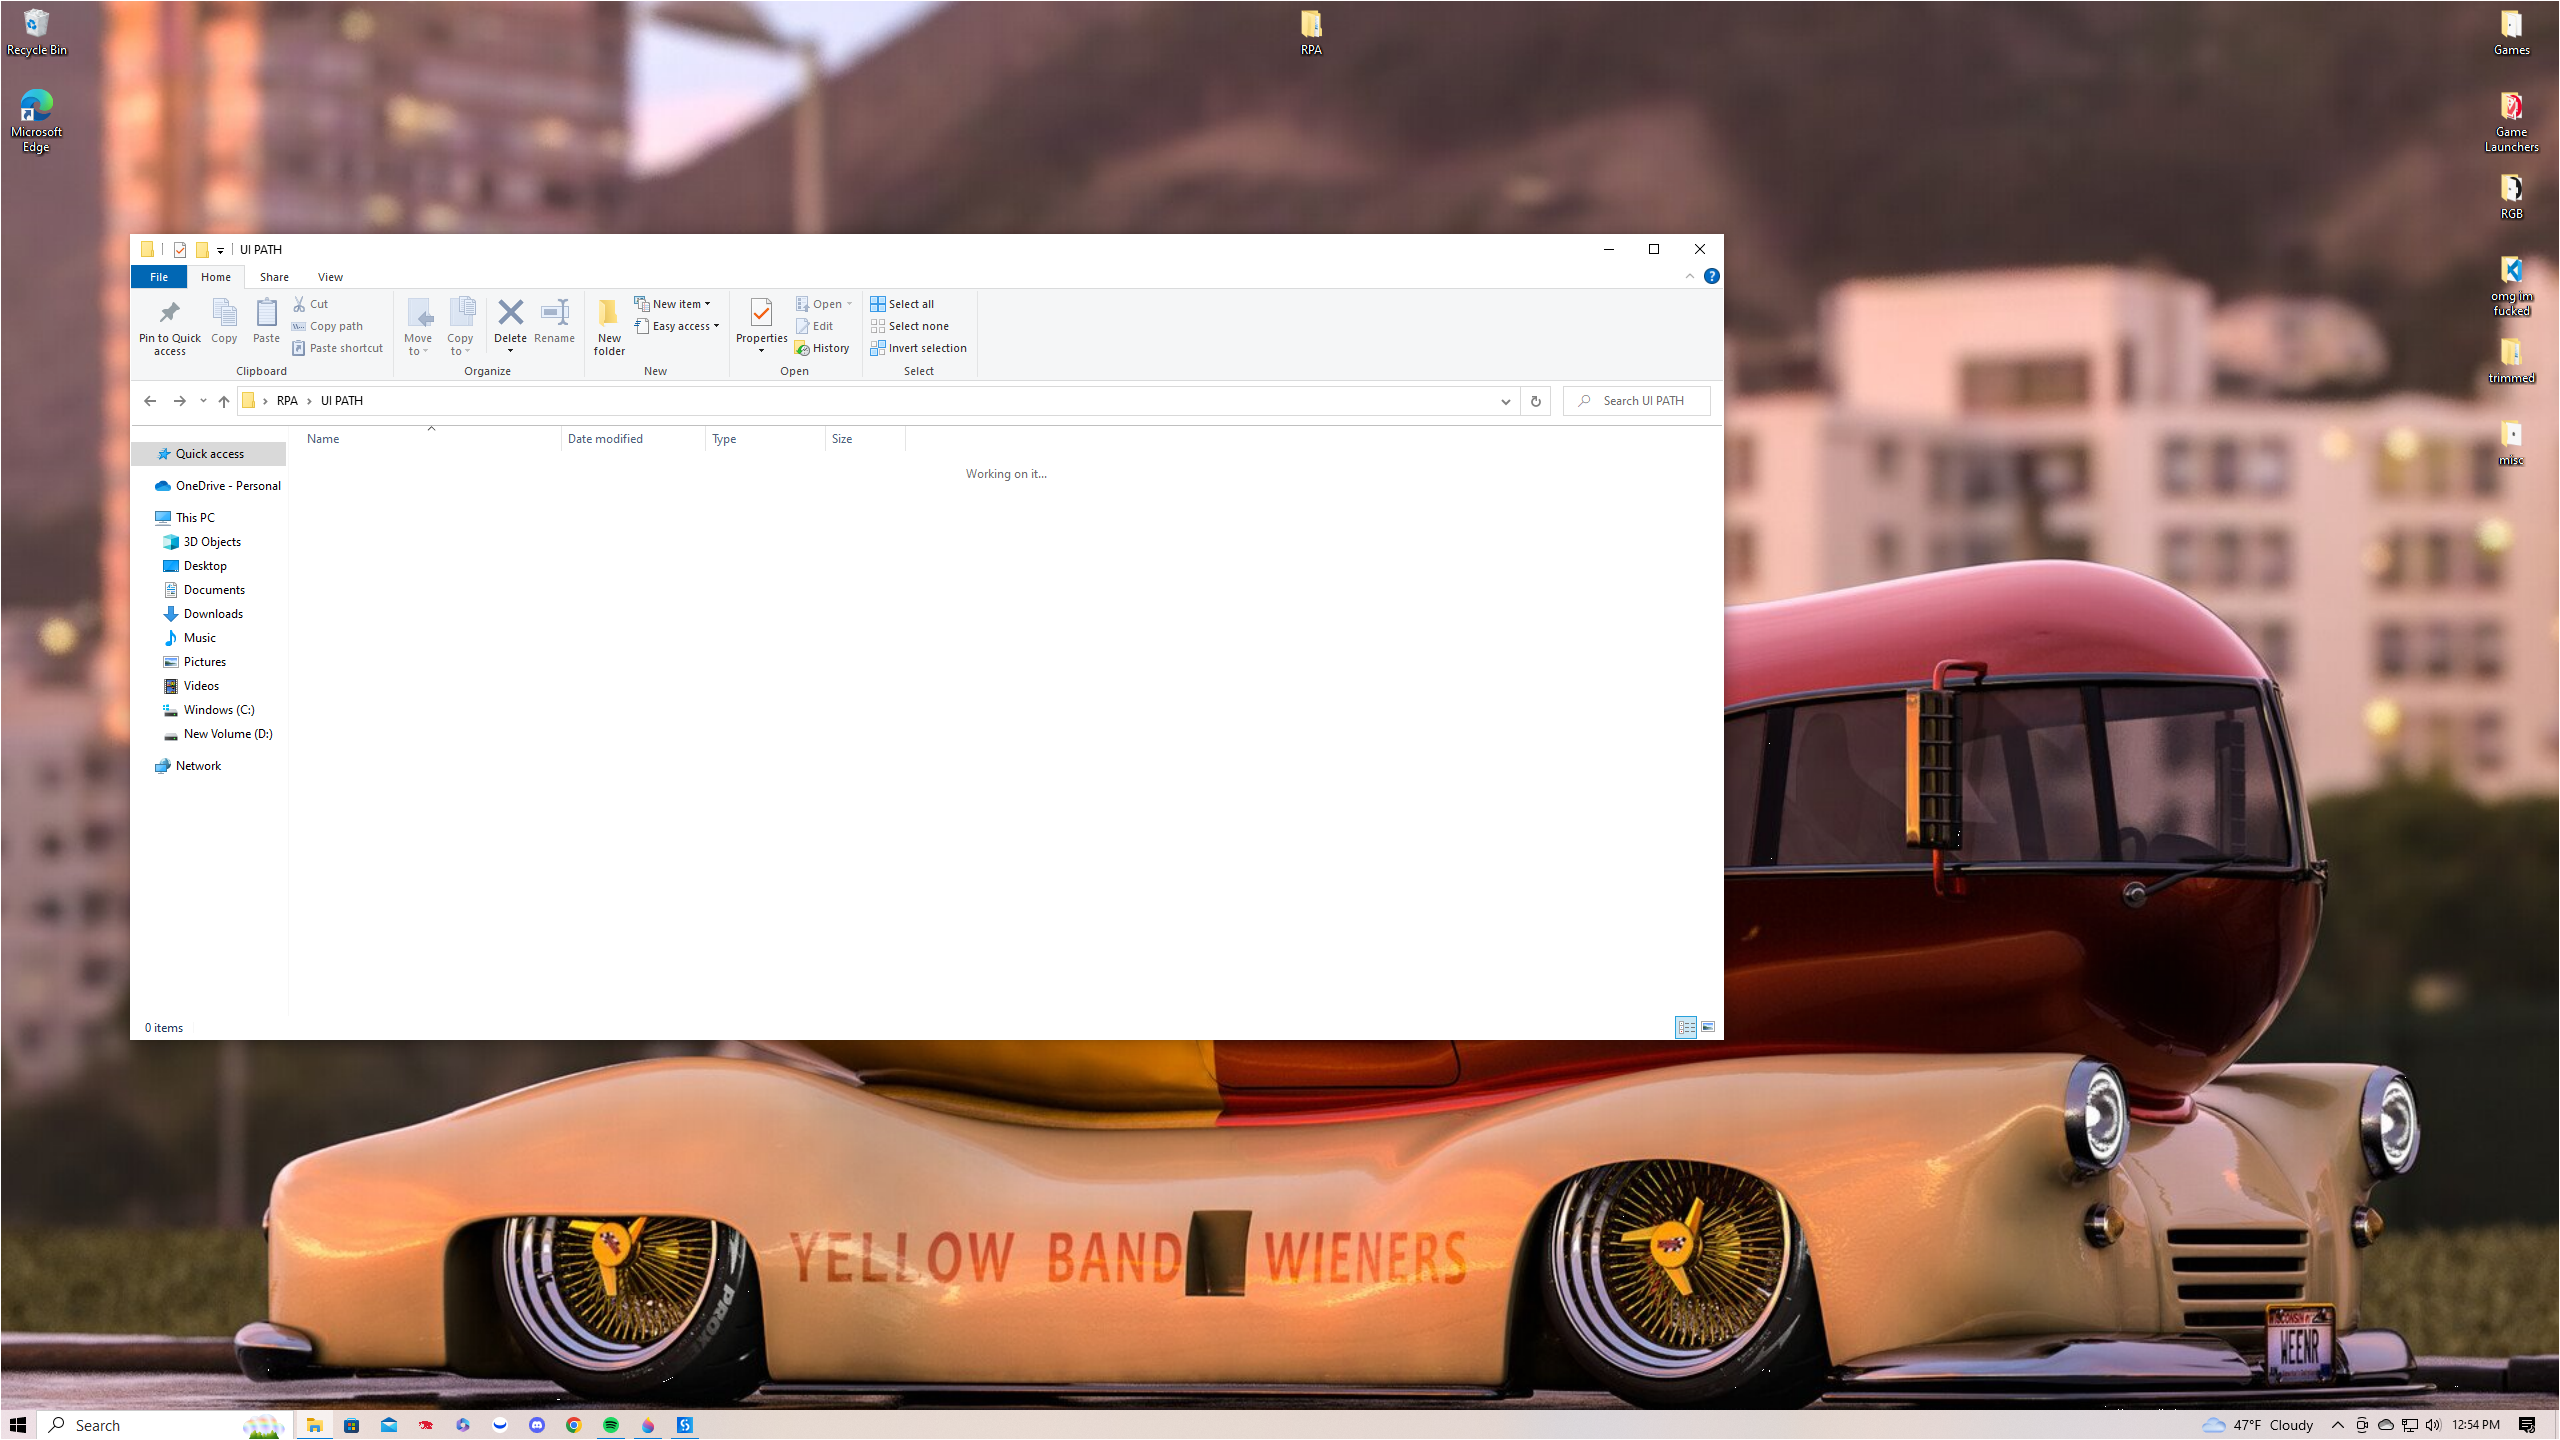 Recycle Bin
Microsoft
Edge
RPA
Games
Game
Launchers
RGB
omg im
fucked
trimmed
misc
UI PATH
File Home Share View
Pin to Quick
access
Copy
Paste
Cut
Copy path
Paste shortcut
Clipboard
Move
to
Copy
to
Delete
Rename
Organize
New
folder
New item
Easy access
New
Properties
Open
Edit
History
Open
Select all
Select none
Invert selection
Select
RPA › UI PATH
Search UI PATH
Name Date modified Type Size
Working on it...
Quick access
OneDrive - Personal
This PC
3D Objects
Desktop
Documents
Downloads
Music
Pictures
Videos
Windows (C:)
New Volume (D:)
Network
0 items
YELLOW BAND WIENERS
WEENR
Search
47°F Cloudy
12:54 PM